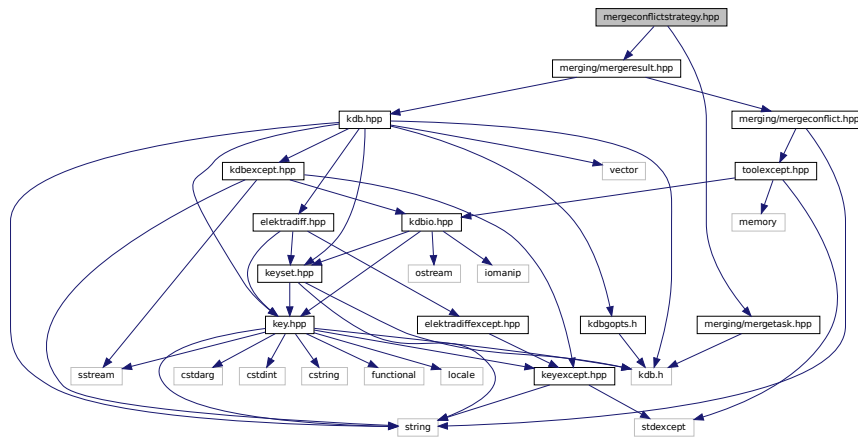 mergeconflictstrategy.hpp
merging/mergeresult.hpp
kdb.hpp
merging/mergeconflict.hpp
kdbexcept.hpp
vector
toolexcept.hpp
elektradiff.hpp
kdbio.hpp
memory
keyset.hpp
ostream
iomanip
key.hpp
elektradiffexcept.hpp
kdbgopts.h
merging/mergetask.hpp
sstream
cstdarg
cstdint
cstring
functional
locale
keyexcept.hpp
kdb.h
string
stdexcept